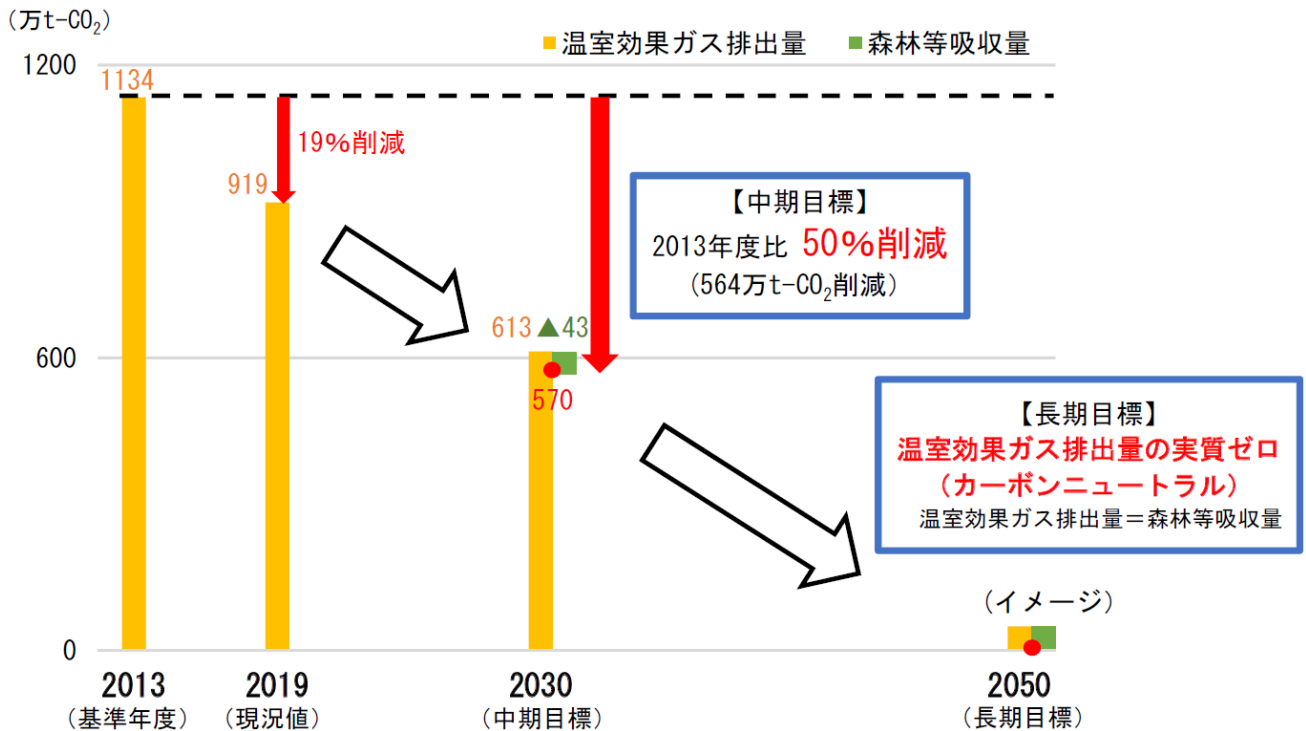 （万t-CO₂）
■温室効果ガス排出量 ■森林等吸収量
1200
1134
19%削減
919
【中期目標】
2013年度比 50%削減
（564万t-CO₂削減）
613 ▲43
600
570
【長期目標】
温室効果ガス排出量の実質ゼロ
（カーボンニュートラル）
温室効果ガス排出量＝森林等吸収量
（イメージ）
0
2013 2019 2030 2050
（基準年度） （現況値） （中期目標） （長期目標）